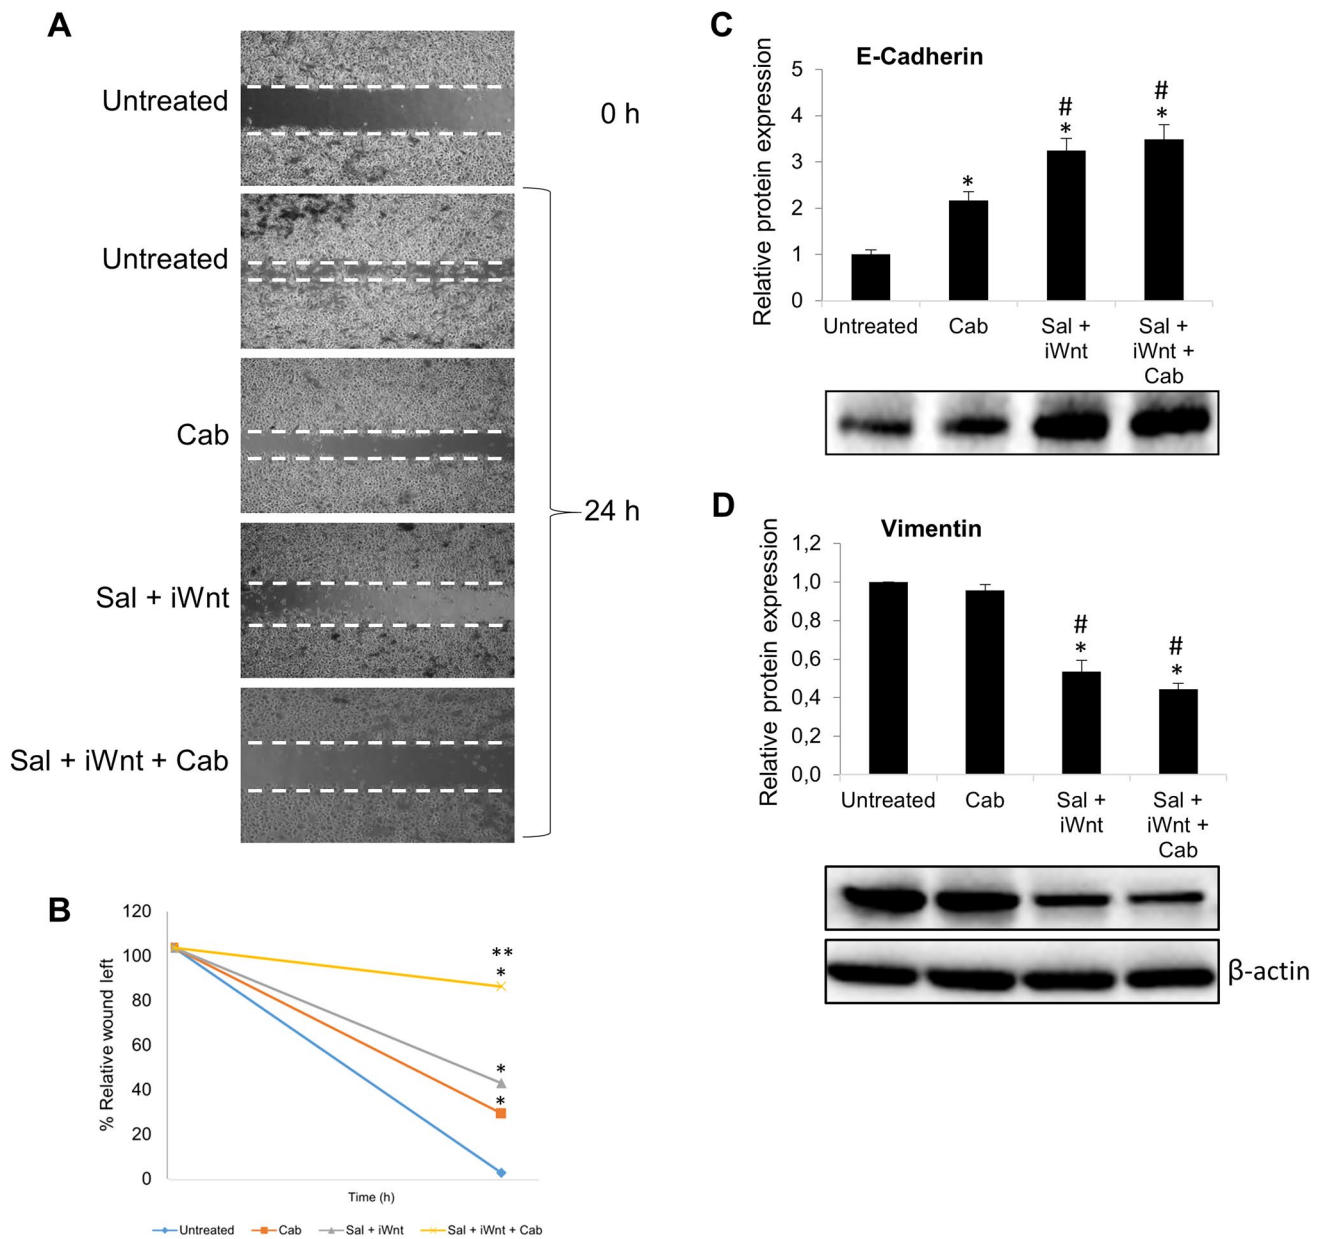 A
Untreated
0 h
Untreated
Cab
24 h
Sal + iWnt
Sal + iWnt + Cab
B
% Relative wound left
120
100
80
60
40
20
0
**
*
*
*
Time (h)
Untreated
Cab
Sal + iWnt
Sal + iWnt + Cab
C
E-Cadherin
Relative protein expression
5
4
3
2
1
0
*
#
*
#
*
Untreated
Cab
Sal +
iWnt
Sal +
iWnt +
Cab
D
Vimentin
Relative protein expression
1,2
1,0
0,8
0,6
0,4
0,2
0,0
#
*
#
*
Untreated
Cab
Sal +
iWnt
Sal +
iWnt +
Cab
β-actin